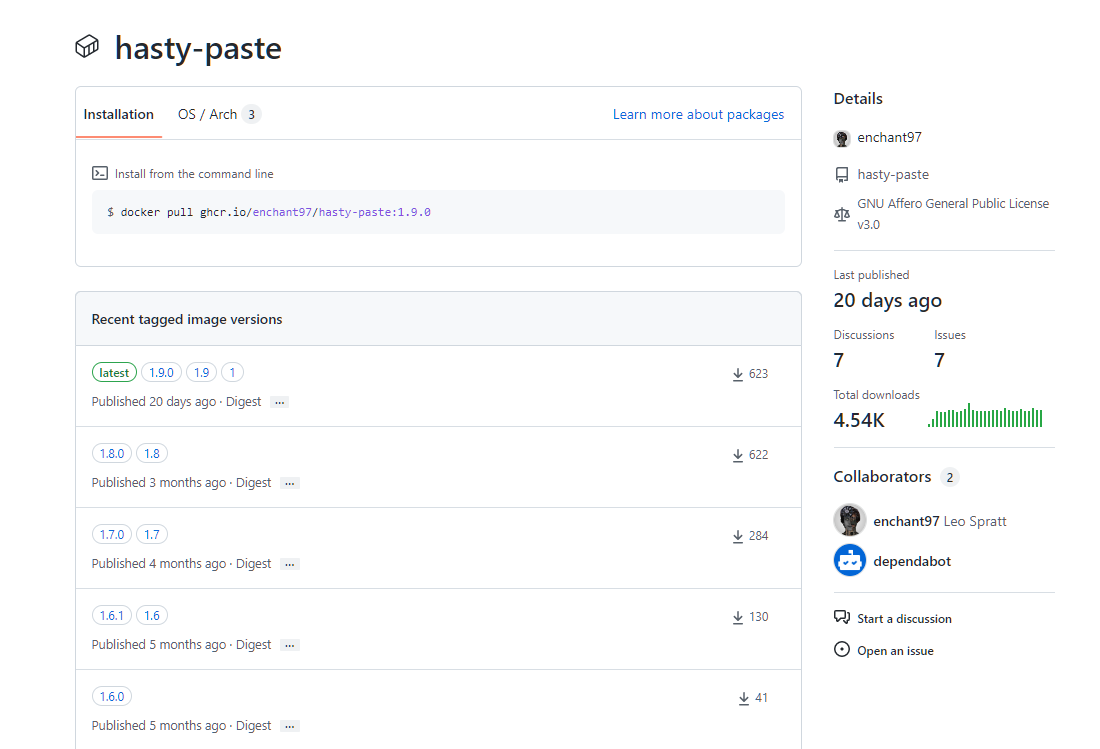 hasty-paste
Installation
OS / Arch 3
Learn more about packages
Install from the command line
$ docker pull ghcr.io/enchant97/hasty-paste:1.9.0
Recent tagged image versions
latest 1.9.0 1.9 1
623
Published 20 days ago · Digest ...
1.8.0 1.8
622
Published 3 months ago · Digest ...
1.7.0 1.7
284
Published 4 months ago · Digest ...
1.6.1 1.6
130
Published 5 months ago · Digest ...
1.6.0
41
Published 5 months ago · Digest ...
Details
enchant97
hasty-paste
GNU Affero General Public License
v3.0
Last published
20 days ago
Discussions Issues
7 7
Total downloads
4.54K
Collaborators 2
enchant97 Leo Spratt
dependabot
Start a discussion
Open an issue